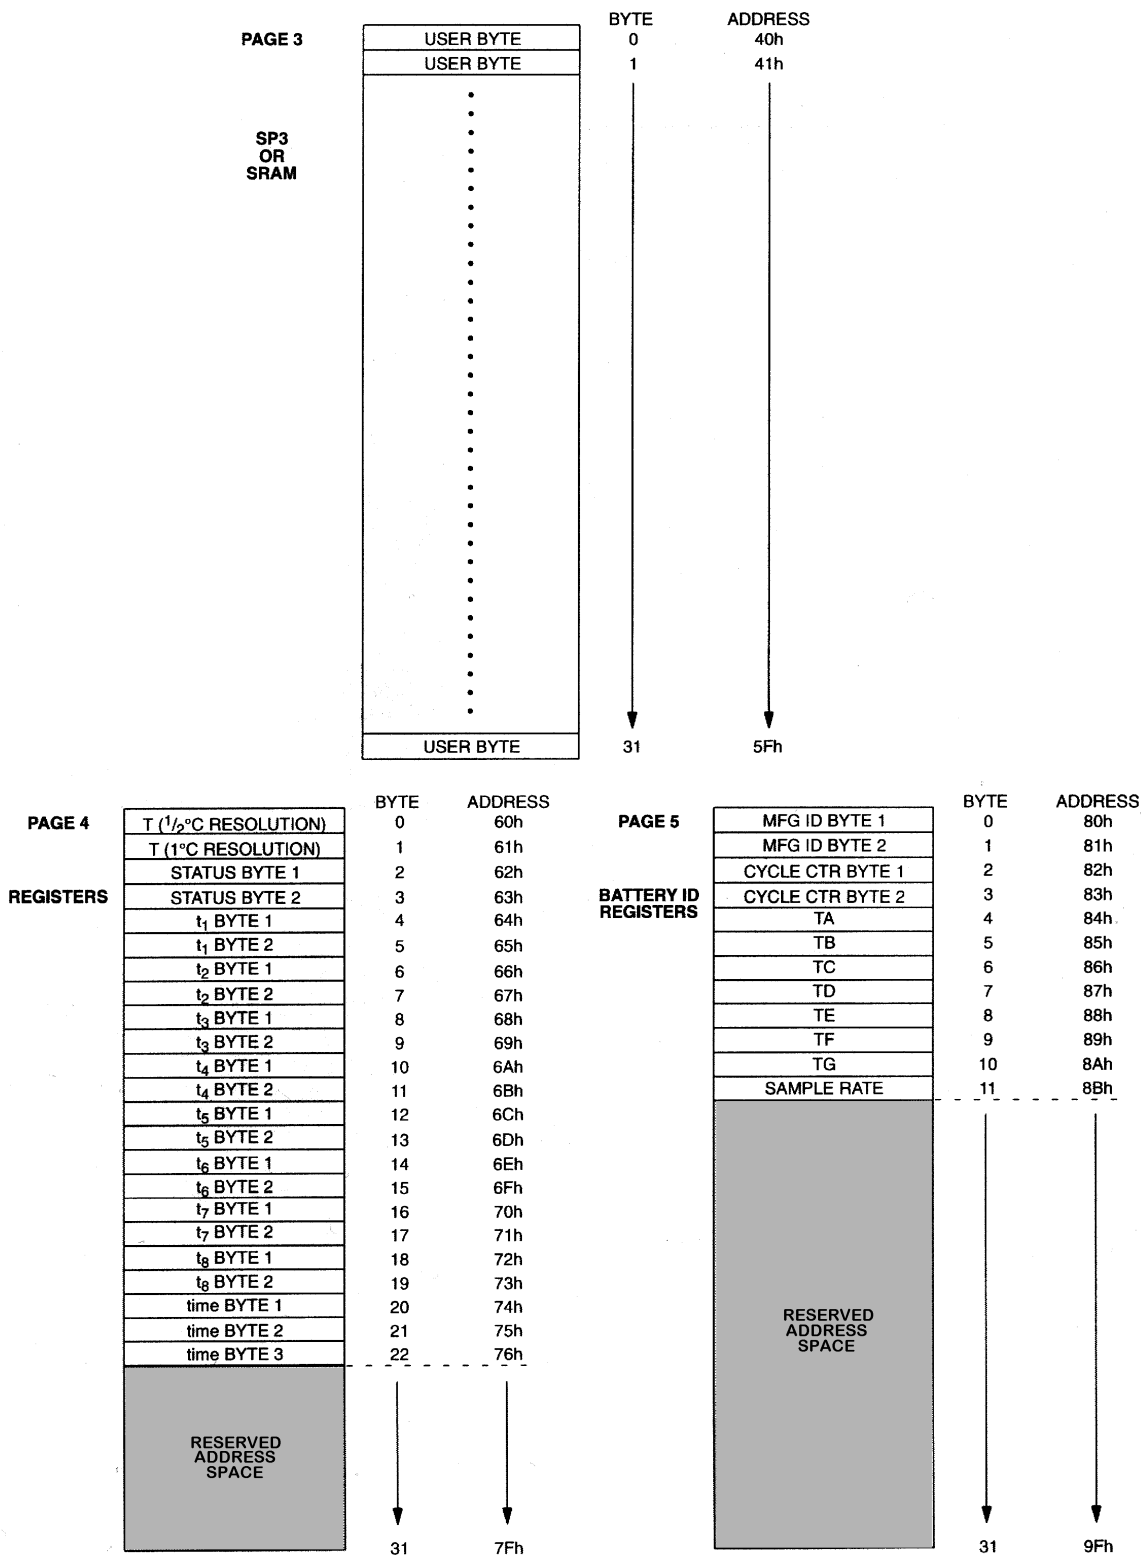 BYTE ADDRESS
PAGE 3 USER BYTE 0 40h
USER BYTE 1 41h
SP3
OR
SRAM
USER BYTE 31 5Fh
BYTE ADDRESS
PAGE 4 T (1/2°C RESOLUTION) 0 60h
T (1°C RESOLUTION) 1 61h
STATUS BYTE 1 2 62h
REGISTERS STATUS BYTE 2 3 63h
t1 BYTE 1 4 64h
t1 BYTE 2 5 65h
t2 BYTE 1 6 66h
t2 BYTE 2 7 67h
t3 BYTE 1 8 68h
t3 BYTE 2 9 69h
t4 BYTE 1 10 6Ah
t4 BYTE 2 11 6Bh
t5 BYTE 1 12 6Ch
t5 BYTE 2 13 6Dh
t6 BYTE 1 14 6Eh
t6 BYTE 2 15 6Fh
t7 BYTE 1 16 70h
t7 BYTE 2 17 71h
t8 BYTE 1 18 72h
t8 BYTE 2 19 73h
time BYTE 1 20 74h
time BYTE 2 21 75h
time BYTE 3 22 76h
RESERVED
ADDRESS
SPACE
31 7Fh
BYTE ADDRESS
PAGE 5 MFG ID BYTE 1 0 80h
MFG ID BYTE 2 1 81h
CYCLE CTR BYTE 1 2 82h
BATTERY ID CYCLE CTR BYTE 2 3 83h
REGISTERS TA 4 84h
TB 5 85h
TC 6 86h
TD 7 87h
TE 8 88h
TF 9 89h
TG 10 8Ah
SAMPLE RATE 11 8Bh
RESERVED
ADDRESS
SPACE
31 9Fh